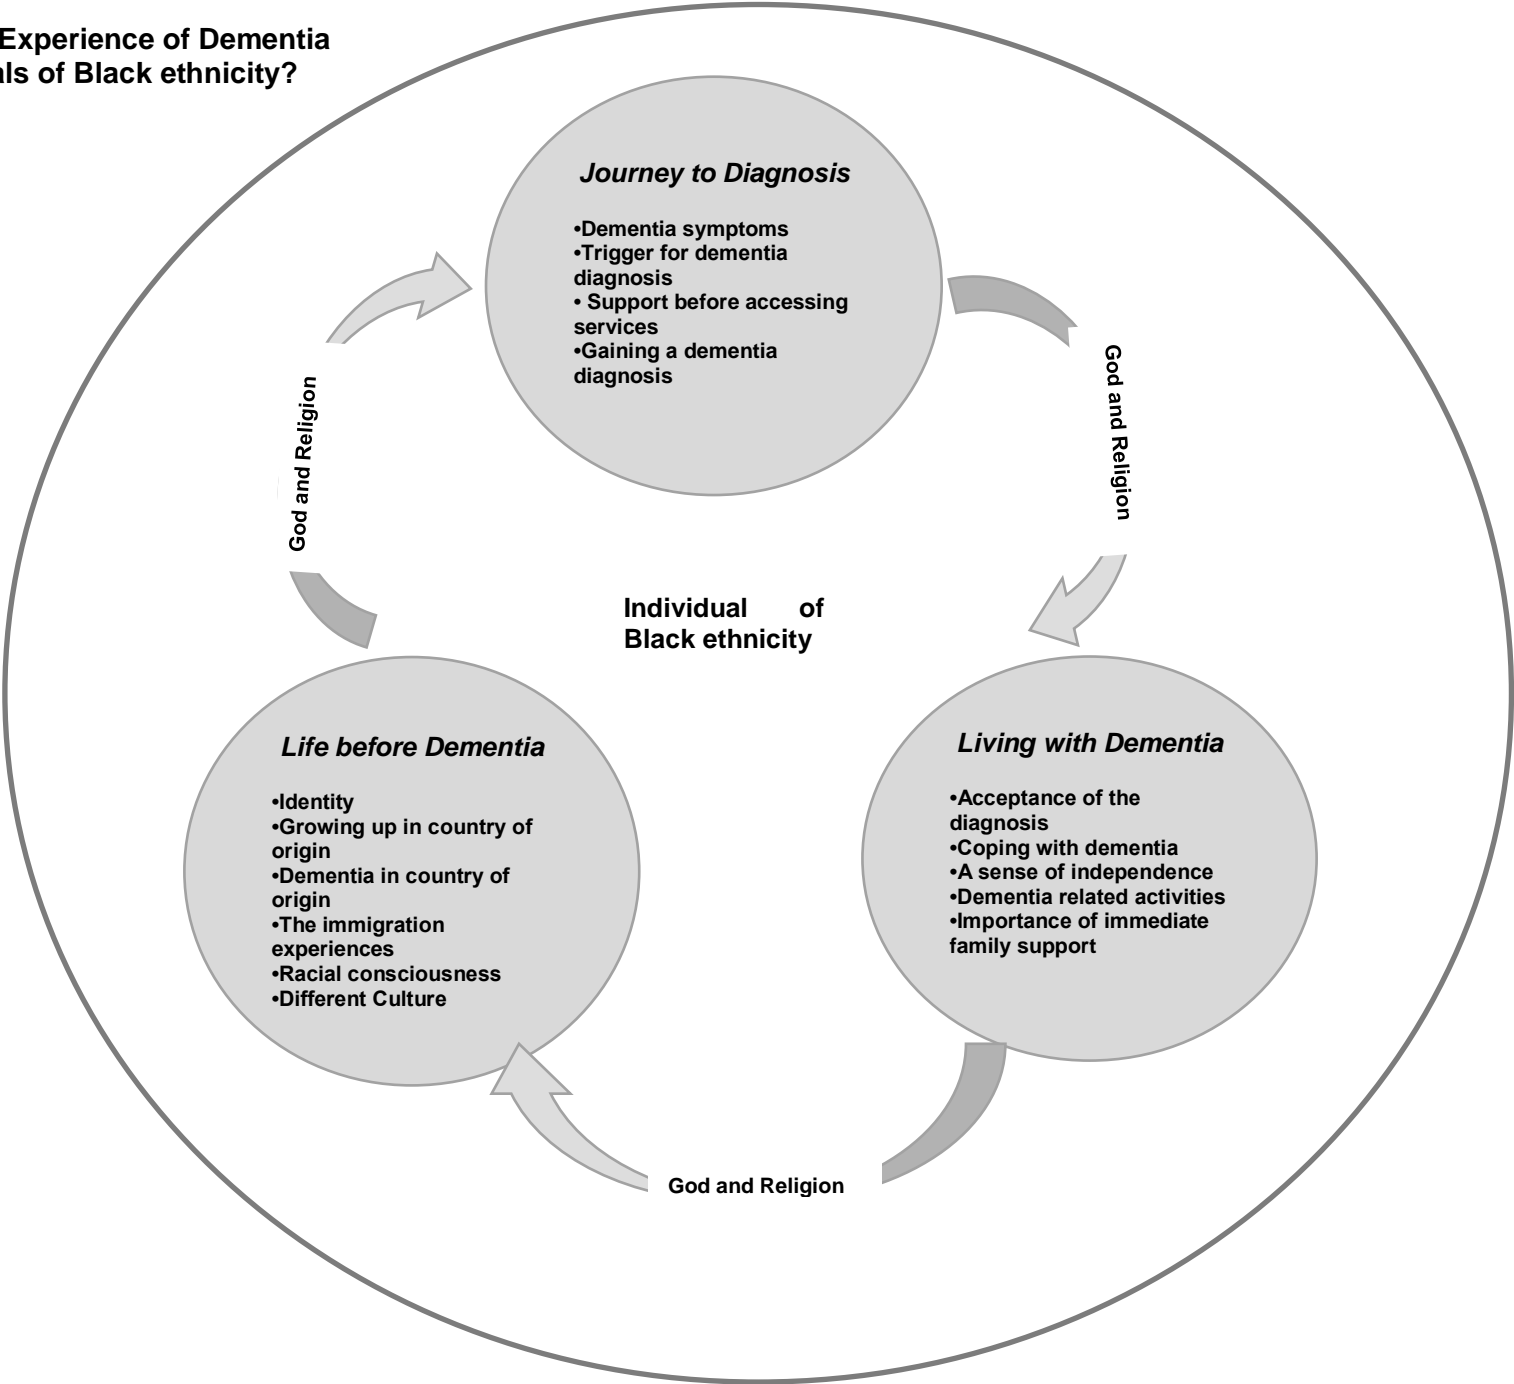 Experience of Dementia
als of Black ethnicity?
Journey to Diagnosis
•Dementia symptoms
•Trigger for dementia
diagnosis
• Support before accessing
services
•Gaining a dementia
diagnosis
God and Religion
God and Religion
Individual of
Black ethnicity
Life before Dementia
•Identity
•Growing up in country of
origin
•Dementia in country of
origin
•The immigration
experiences
•Racial consciousness
•Different Culture
Living with Dementia
•Acceptance of the
diagnosis
•Coping with dementia
•A sense of independence
•Dementia related activities
•Importance of immediate
family support
God and Religion